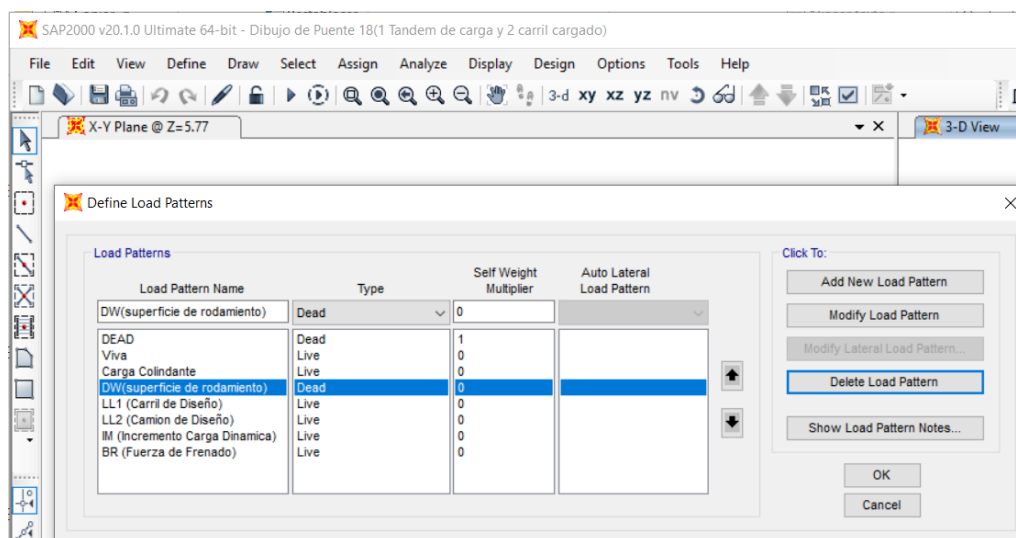 SAP2000 v20.1.0 Ultimate 64-bit - Dibujo de Puente 18(1 Tandem de carga y 2 carril cargado)
File Edit View Define Draw Select Assign Analyze Display Design Options Tools Help
3-d xy xz yz nv
X-Y Plane @ Z=5.77
3-D View
Define Load Patterns
Load Patterns
Click To:
Load Pattern Name Type Self Weight Multiplier Auto Lateral Load Pattern
DW(superficie de rodamiento) Dead 0
DEAD Dead 1
Viva Live 0
Carga Colindante Live 0
DW(superficie de rodamiento) Dead 0
LL1 (Carril de Diseño) Live 0
LL2 (Camion de Diseño) Live 0
IM (Incremento Carga Dinamica) Live 0
BR (Fuerza de Frenado) Live 0
Add New Load Pattern
Modify Load Pattern
Modify Lateral Load Pattern...
Delete Load Pattern
Show Load Pattern Notes...
OK
Cancel